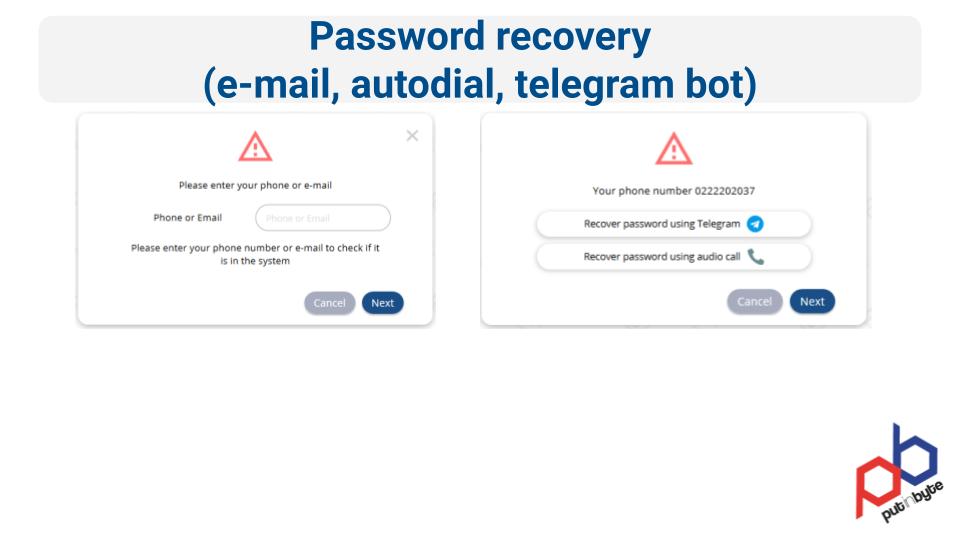 Password recovery
(e-mail, autodial, telegram bot)
Please enter your phone or e-mail
Phone or Email
Phone or Email
Please enter your phone number or e-mail to check if it
is in the system
Cancel
Next
Your phone number 0222202037
Recover password using Telegram
Recover password using audio call
Cancel
Next
putinbyte